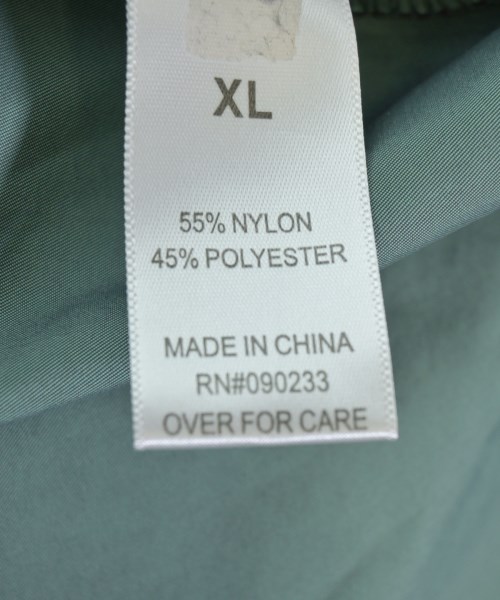 XL
55% NYLON
45% POLYESTER
MADE IN CHINA
RN#090233
OVER FOR CARE